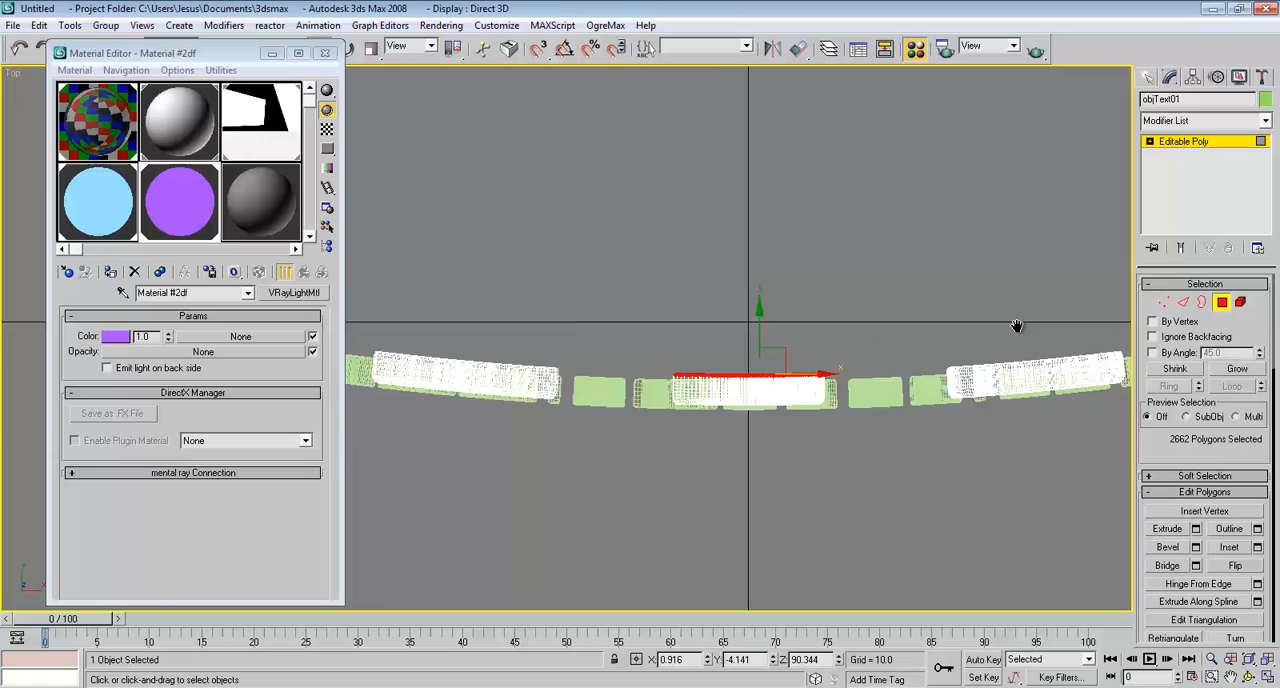 Untitled - Project Folder: C:\Users\Jesus\Documents\3dsmax - Autodesk 3ds Max 2008 - Display : Direct 3D
File Edit Tools Group Views Create Modifiers reactor Animation Graph Editors Rendering Customize MAXScript OgreMax Help
View View
Top
Material Editor - Material #2df
Material Navigation Options Utilities
Material #2df VRayLightMtl
Params
Color: 1.0 None
Opacity: None
Emit light on back side
DirectX Manager
Save as .FX File
Enable Plugin Material None
mental ray Connection
objText01
Modifier List
Editable Poly
Selection
By Vertex
Ignore Backfacing
By Angle: 45.0
Shrink Grow
Ring Loop
Preview Selection
Off SubObj Multi
2662 Polygons Selected
Soft Selection
Edit Polygons
Insert Vertex
Extrude Outline
Bevel Inset
Bridge Flip
Hinge From Edge
Extrude Along Spline
Edit Triangulation
Retriangulate Turn
y
x
z x
0 / 100
0 5 10 15 20 25 30 35 40 45 50 55 60 65 70 75 80 85 90 95 100
1 Object Selected X: 0.916 Y: -4.141 Z: 90.344 Grid = 10.0 Auto Key Selected
Click or click-and-drag to select objects Add Time Tag Set Key Key Filters... 0